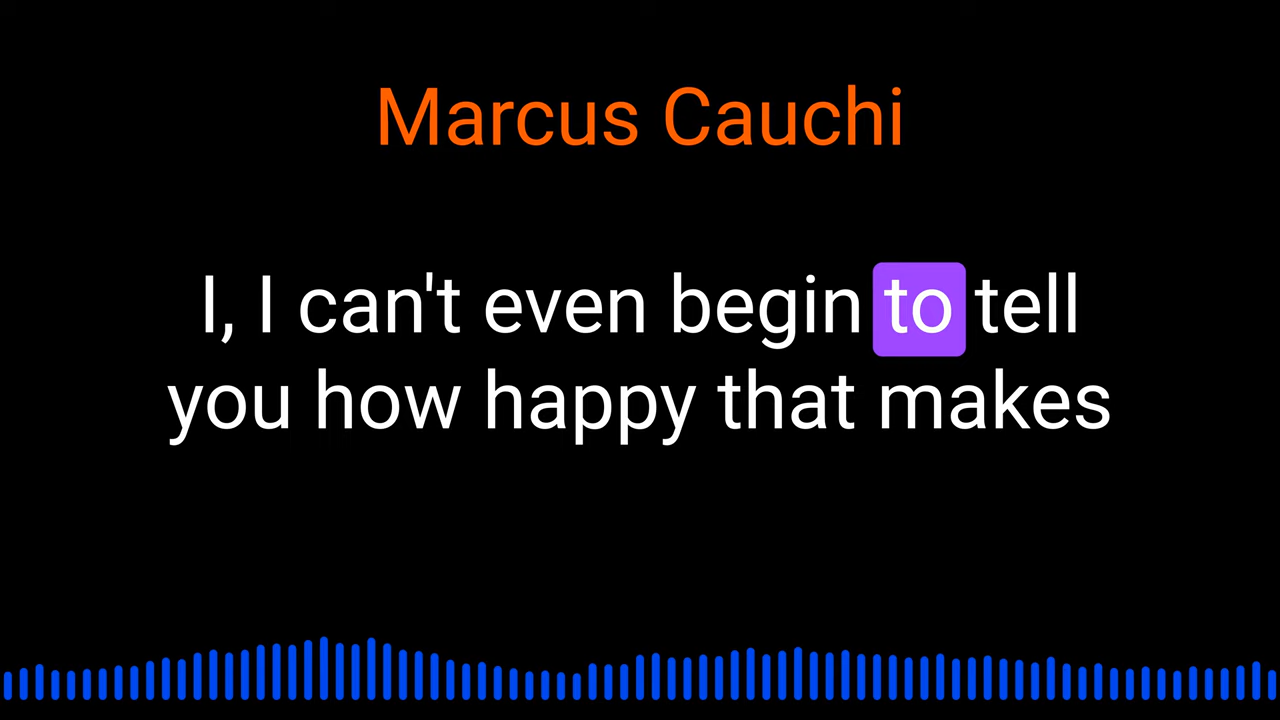 Marcus Cauchi
I, I can't even begin to tell
you how happy that makes